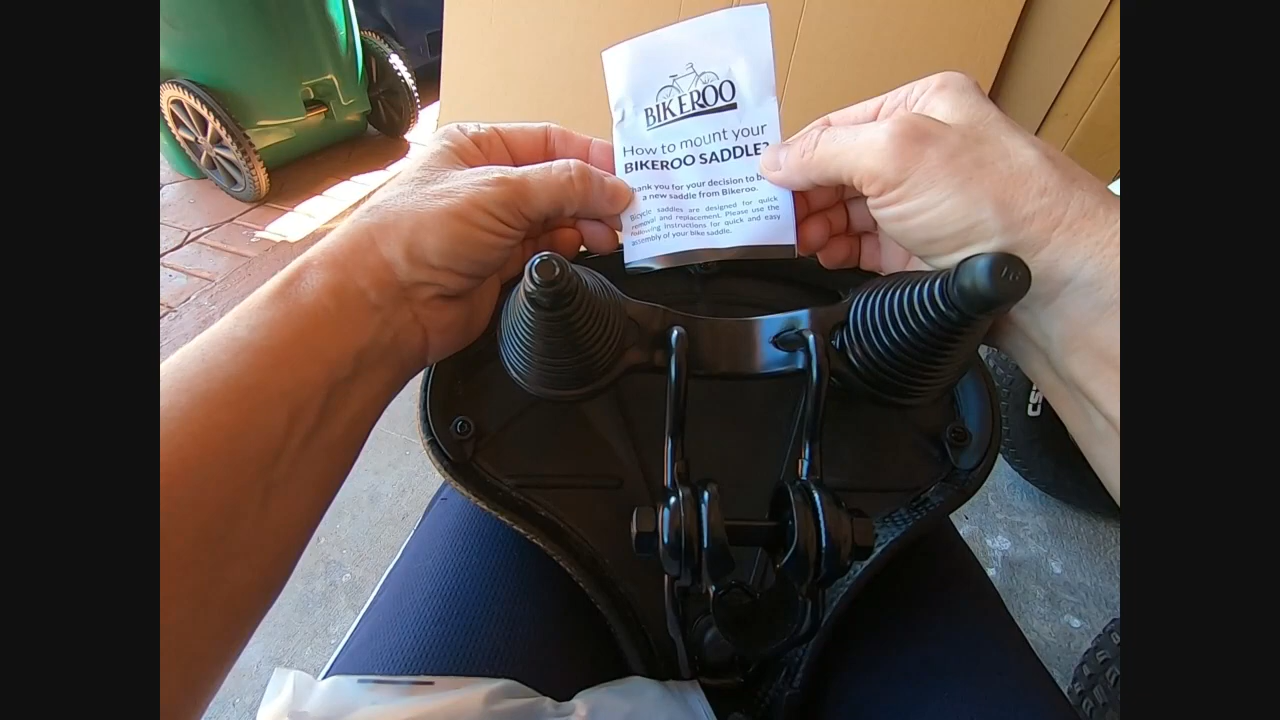 BIKEROO
How to mount your
BIKEROO SADDLE?
Thank you for your decision to
a new saddle from Bikeroo.
Bicycle saddles are designed for quick
removal and replacement. Please use the
following instructions for quick and easy
assembly of your bike saddle.
CS